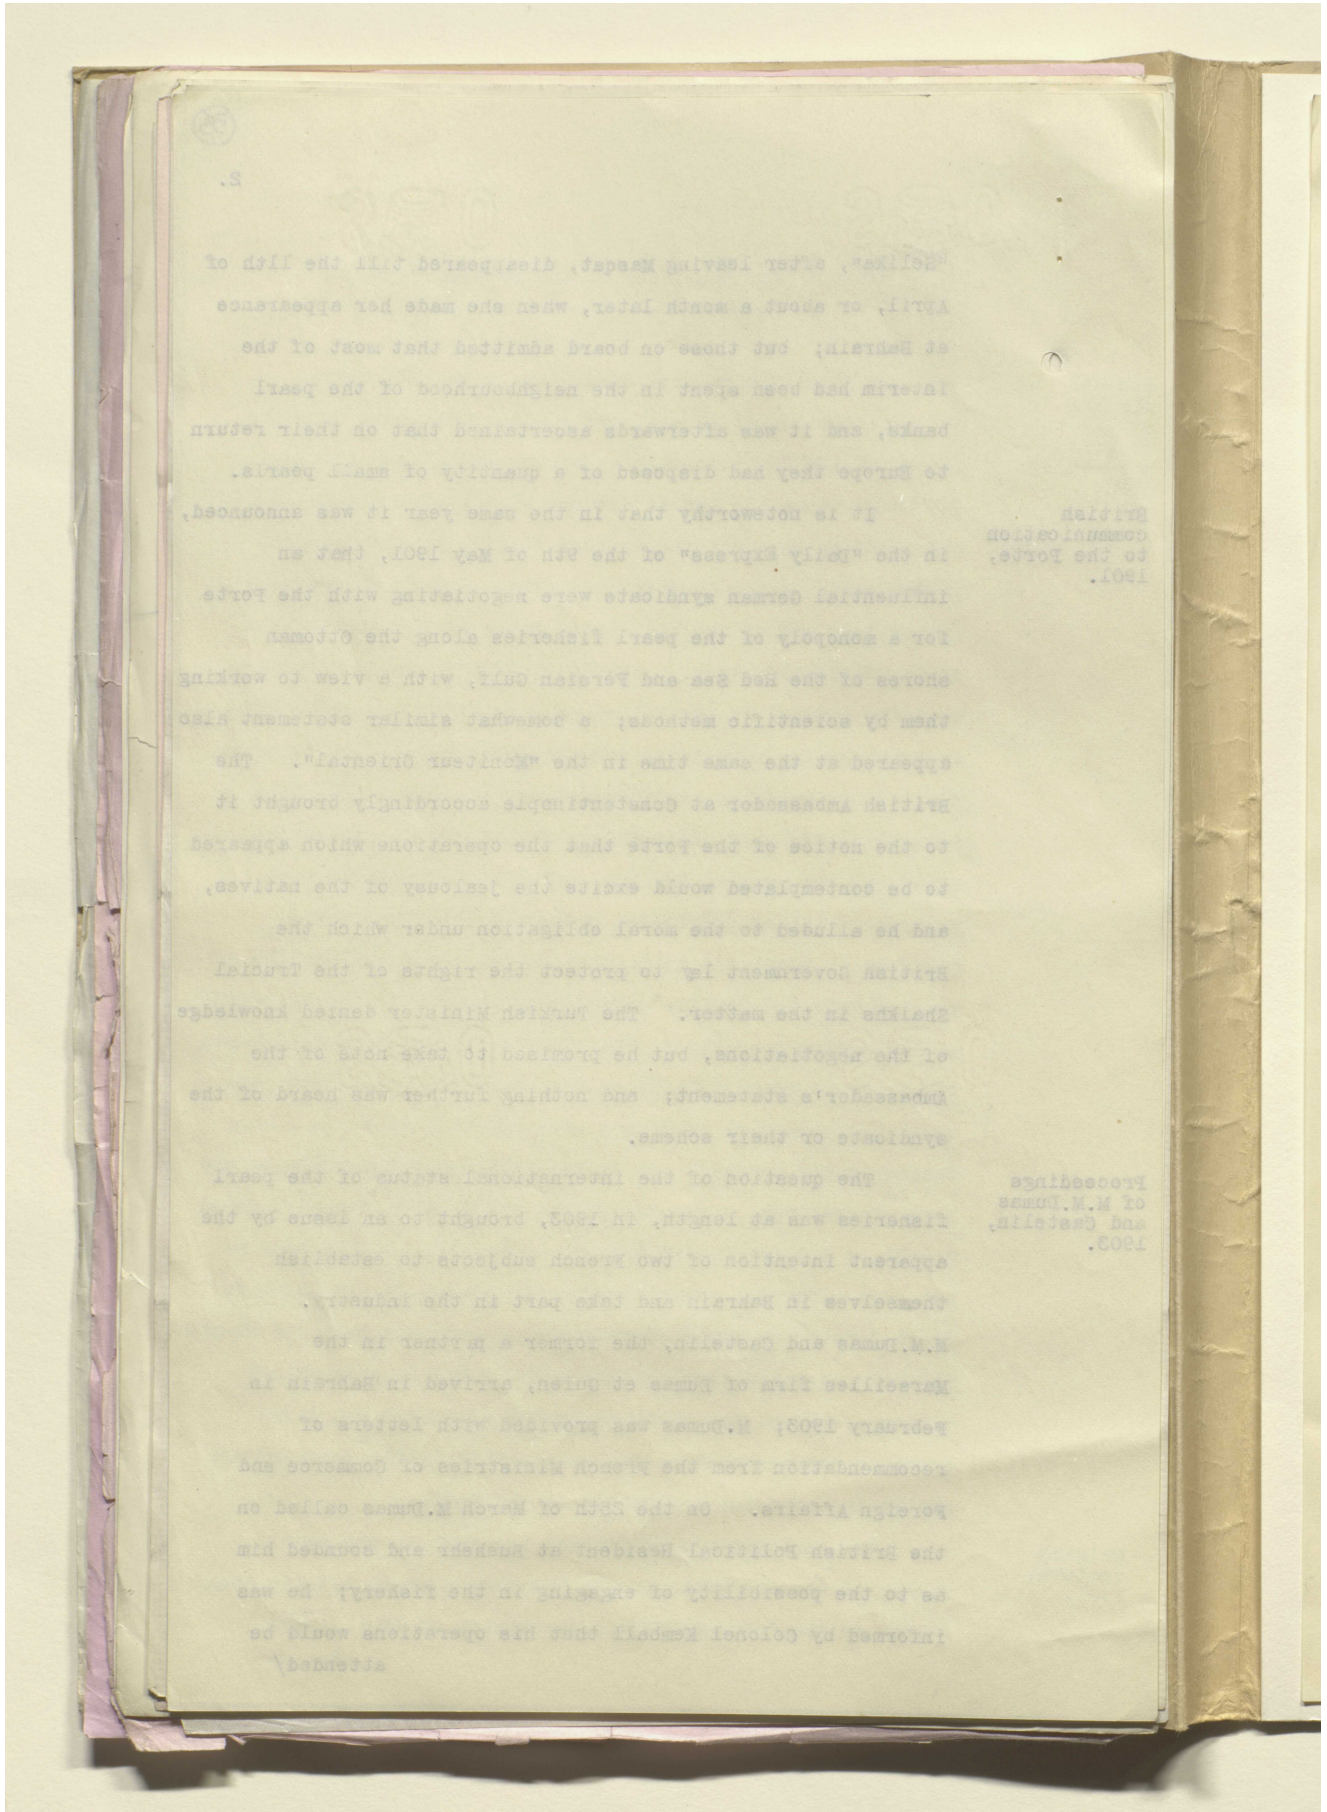 2.
"Selika", after leaving Masqat, disappeared till the 11th of
April, or about a month later, when she made her appearance
at Bahrain; but those on board admitted that most of the
interim had been spent in the neighbourhood of the pearl
banks, and it was afterwards ascertained that on their return
to Europe they had disposed of a quantity of small pearls.
British
communication
to the Porte,
1901.
It is noteworthy that in the same year it was announced,
in the "Daily Express" of the 9th of May 1901, that an
influential German syndicate were negotiating with the Porte
for a monopoly of the pearl fisheries along the Ottoman
shores of the Red Sea and Persian Gulf, with a view to working
them by scientific methods; a somewhat similar statement also
appeared at the same time in the "Moniteur Oriental". The
British Ambassador at Constantinople accordingly brought it
to the notice of the Porte that the operations which appeared
to be contemplated would excite the jealousy of the natives,
and he alluded to the moral obligation under which the
British Government lay to protect the rights of the Trucial
Shaikhs in the matter. The Turkish Minister denied knowledge
of the negotiations, but he promised to take note of the
Ambassador's statement; and nothing further was heard of the
syndicate or their scheme.
Proceedings
of M.M.Dumas
and Castelin,
1903.
The question of the international status of the pearl
fisheries was at length, in 1903, brought to an issue by the
apparent intention of two French subjects to establish
themselves in Bahrain and take part in the industry.
M.M.Dumas and Castelin, the former a partner in the
Marseilles firm of Dumas et Guien, arrived in Bahrain in
February 1903; M.Dumas was provided with letters of
recommendation from the French Ministries of Commerce and
Foreign Affairs. On the 28th of March M.Dumas called on
the British Political Resident at Bushehr and sounded him
as to the possibility of engaging in the fishery; he was
informed by Colonel Kemball that his operations would be
attended/